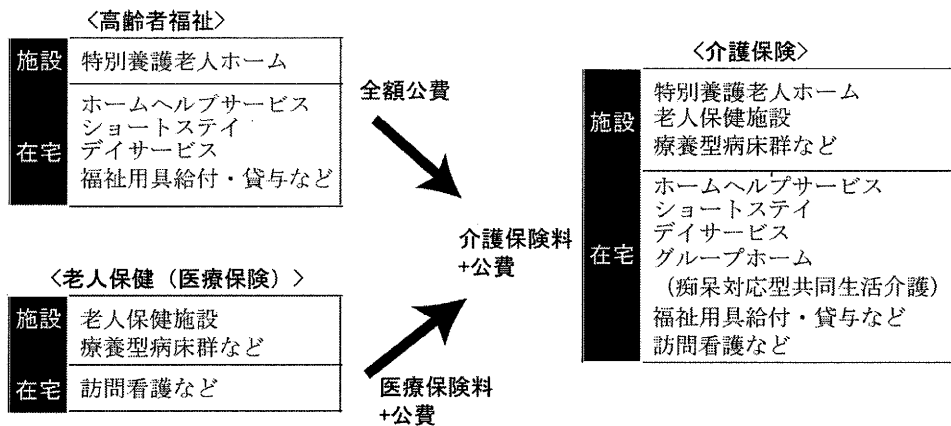 <高齢者福祉>
施設
特別養護老人ホーム
在宅
ホームヘルプサービス
ショートステイ
デイサービス
福祉用具給付・貸与など
全額公費
<老人保健（医療保険）>
施設
老人保健施設
療養型病床群など
在宅
訪問看護など
医療保険料
+公費
介護保険料
+公費
<介護保険>
施設
特別養護老人ホーム
老人保健施設
療養型病床群など
在宅
ホームヘルプサービス
ショートステイ
デイサービス
グループホーム
（痴呆対応型共同生活介護）
福祉用具給付・貸与など
訪問看護など